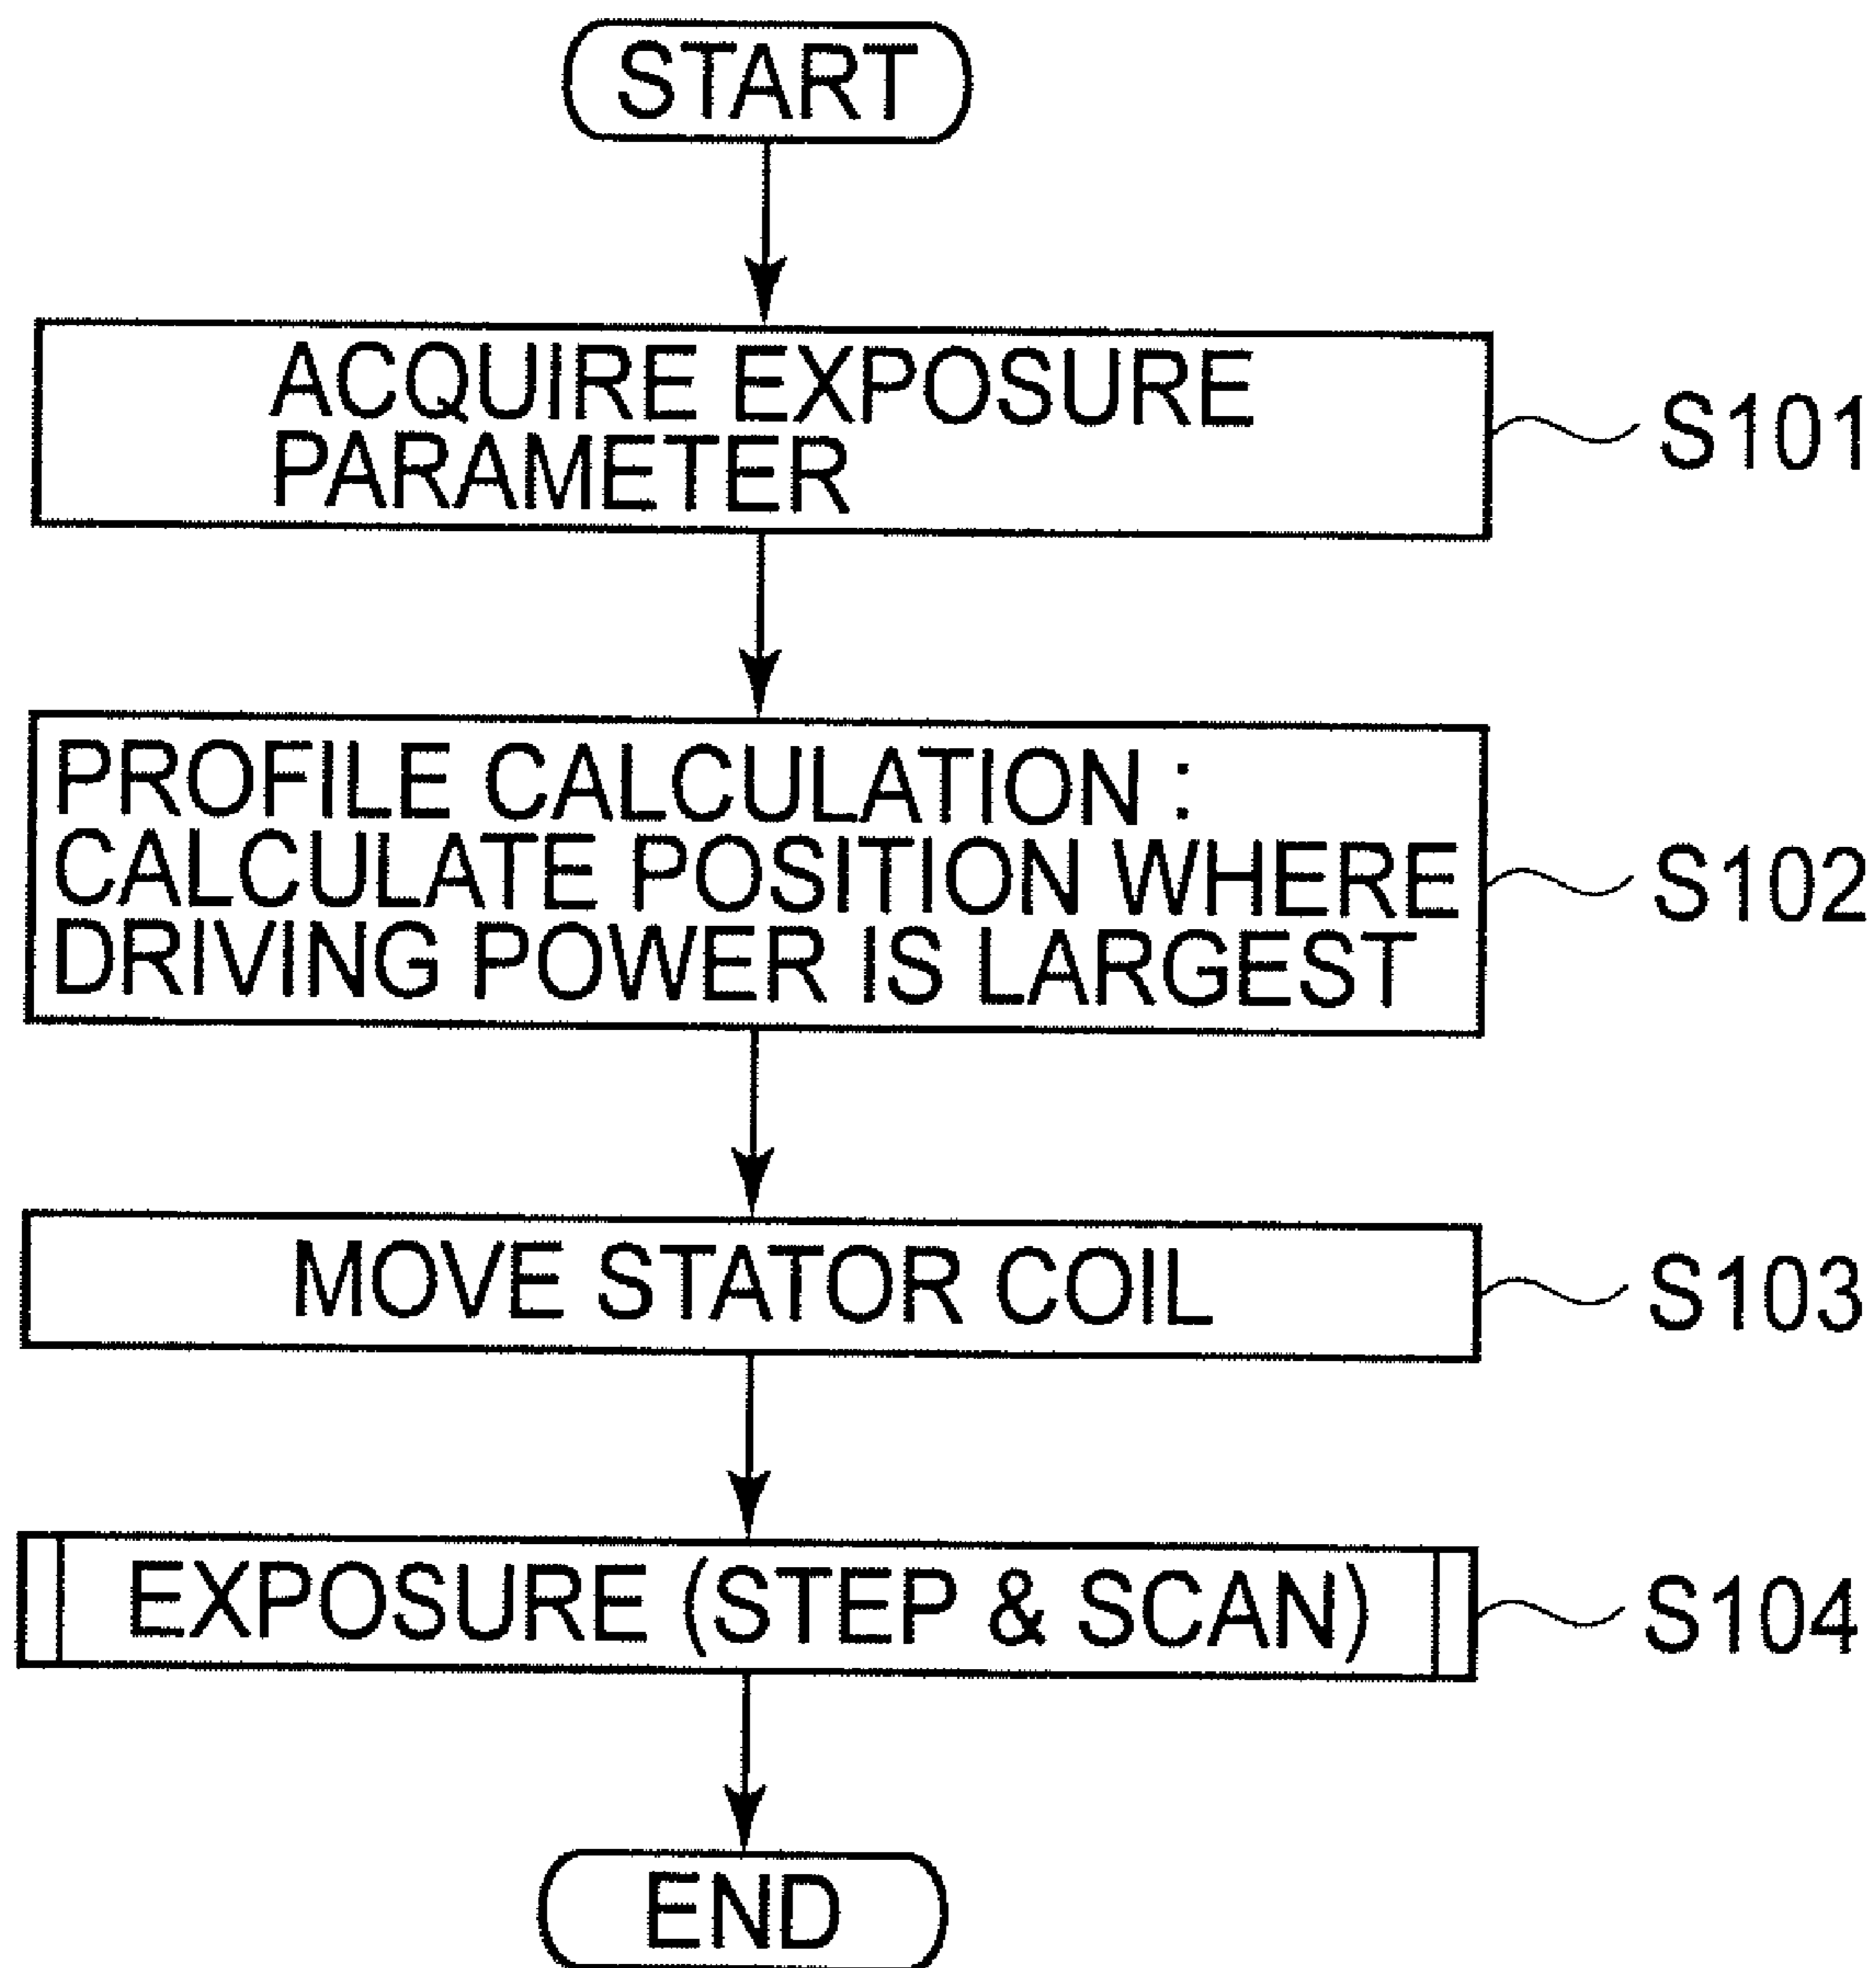 START
ACQUIRE EXPOSURE
PARAMETER
S101
PROFILE CALCULATION :
CALCULATE POSITION WHERE
DRIVING POWER IS LARGEST
S102
MOVE STATOR COIL
S103
EXPOSURE (STEP & SCAN)
S104
END